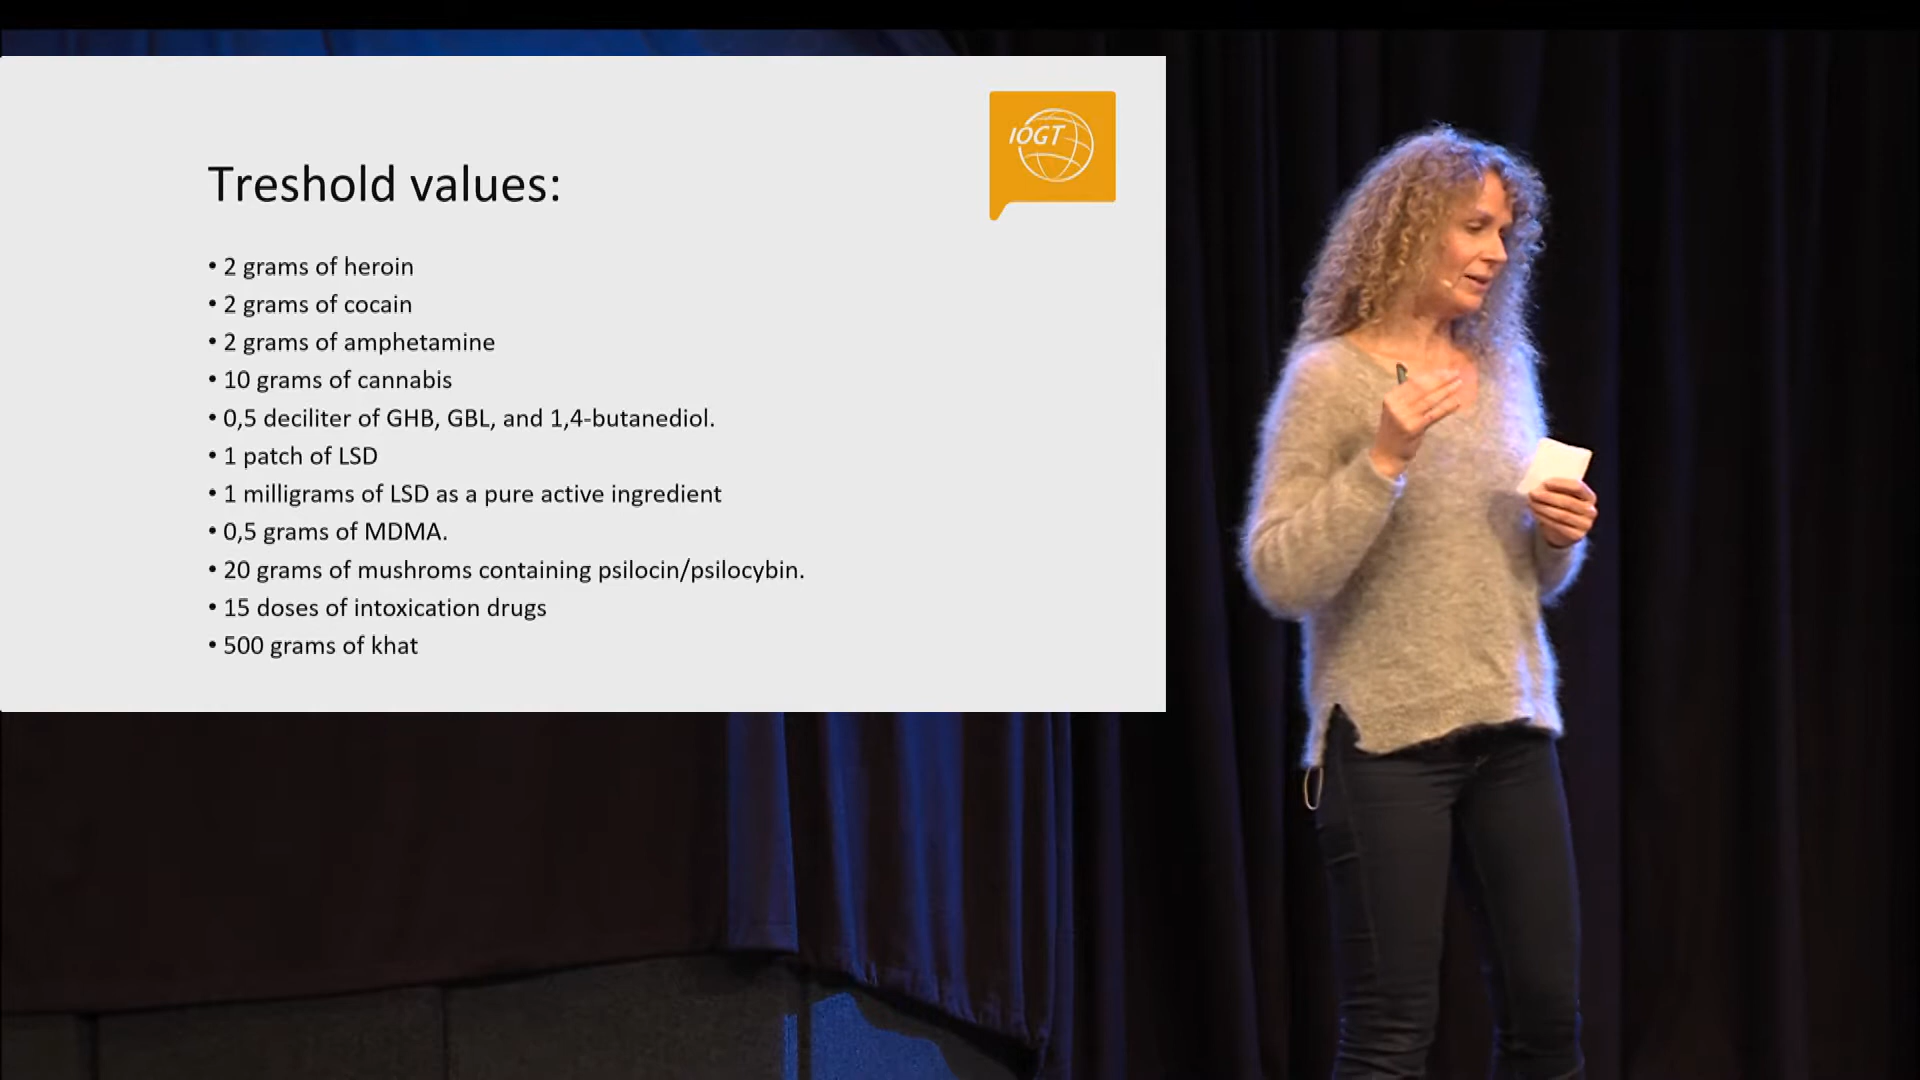 IOGT
Treshold values:
• 2 grams of heroin
• 2 grams of cocain
• 2 grams of amphetamine
• 10 grams of cannabis
• 0,5 deciliter of GHB, GBL, and 1,4-butanediol.
• 1 patch of LSD
• 1 milligrams of LSD as a pure active ingredient
• 0,5 grams of MDMA.
• 20 grams of mushroms containing psilocin/psilocybin.
• 15 doses of intoxication drugs
• 500 grams of khat